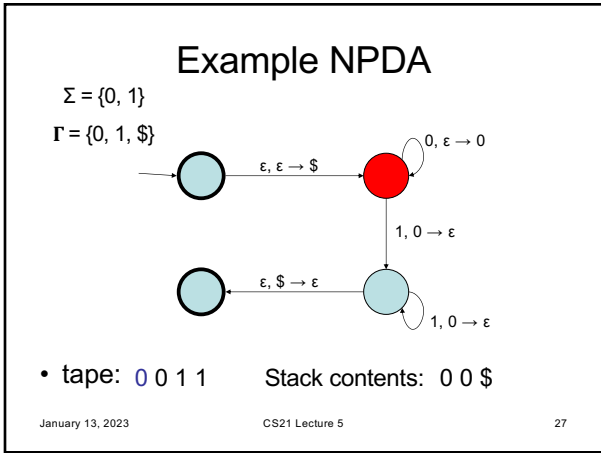 Example NPDA
Σ = {0, 1}
Γ = {0, 1, $}
0, ε → 0
ε, ε → $
1, 0 → ε
ε, $ → ε
1, 0 → ε
• tape: 0 0 1 1 Stack contents: 0 0 $
January 13, 2023 CS21 Lecture 5 27